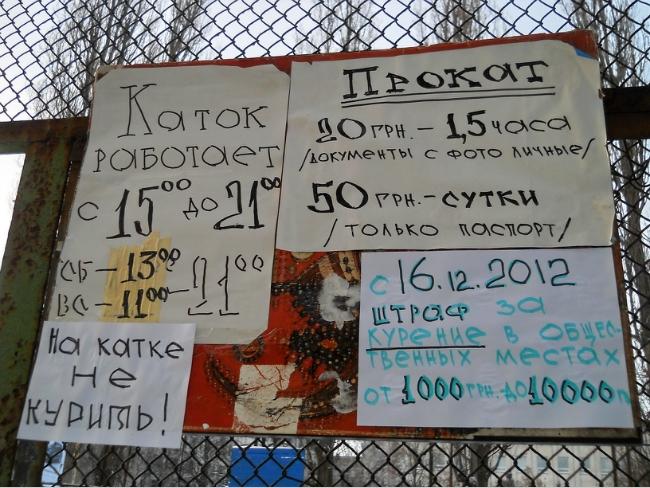 Каток
работает
с 15⁰⁰ до 21⁰⁰
СБ – 13⁰⁰
ВС – 11⁰⁰ – 21⁰⁰
На катке
не
курить!
Прокат
20 грн. – 1,5 часа
/документы с фото личные/
50 грн. – сутки
/только паспорт/
с 16.12.2012
штраф за
курение в общес-
твенных местах
от 1000 грн. до 10000 г